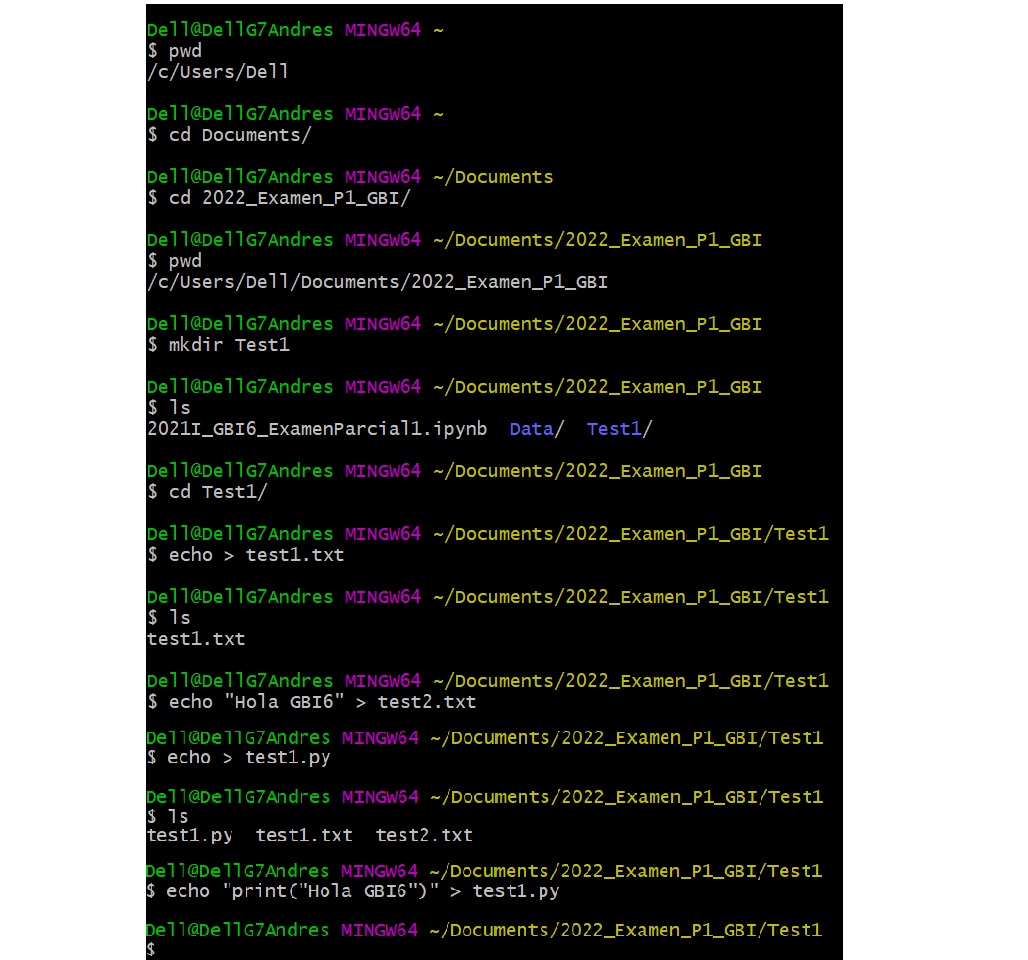 Dell@DellG7Andres MINGW64 ~
$ pwd
/c/Users/Dell
Dell@DellG7Andres MINGW64 ~
$ cd Documents/
Dell@DellG7Andres MINGW64 ~/Documents
$ cd 2022_Examen_P1_GBI/
Dell@DellG7Andres MINGW64 ~/Documents/2022_Examen_P1_GBI
$ pwd
/c/Users/Dell/Documents/2022_Examen_P1_GBI
Dell@DellG7Andres MINGW64 ~/Documents/2022_Examen_P1_GBI
$ mkdir Test1
Dell@DellG7Andres MINGW64 ~/Documents/2022_Examen_P1_GBI
$ ls
2021I_GBI6_ExamenParcial1.ipynb  Data/  Test1/
Dell@DellG7Andres MINGW64 ~/Documents/2022_Examen_P1_GBI
$ cd Test1/
Dell@DellG7Andres MINGW64 ~/Documents/2022_Examen_P1_GBI/Test1
$ echo > test1.txt
Dell@DellG7Andres MINGW64 ~/Documents/2022_Examen_P1_GBI/Test1
$ ls
test1.txt
Dell@DellG7Andres MINGW64 ~/Documents/2022_Examen_P1_GBI/Test1
$ echo "Hola GBI6" > test2.txt
Dell@DellG7Andres MINGW64 ~/Documents/2022_Examen_P1_GBI/Test1
$ echo > test1.py
Dell@DellG7Andres MINGW64 ~/Documents/2022_Examen_P1_GBI/Test1
$ ls
test1.py  test1.txt  test2.txt
Dell@DellG7Andres MINGW64 ~/Documents/2022_Examen_P1_GBI/Test1
$ echo "print("Hola GBI6")" > test1.py
Dell@DellG7Andres MINGW64 ~/Documents/2022_Examen_P1_GBI/Test1
$